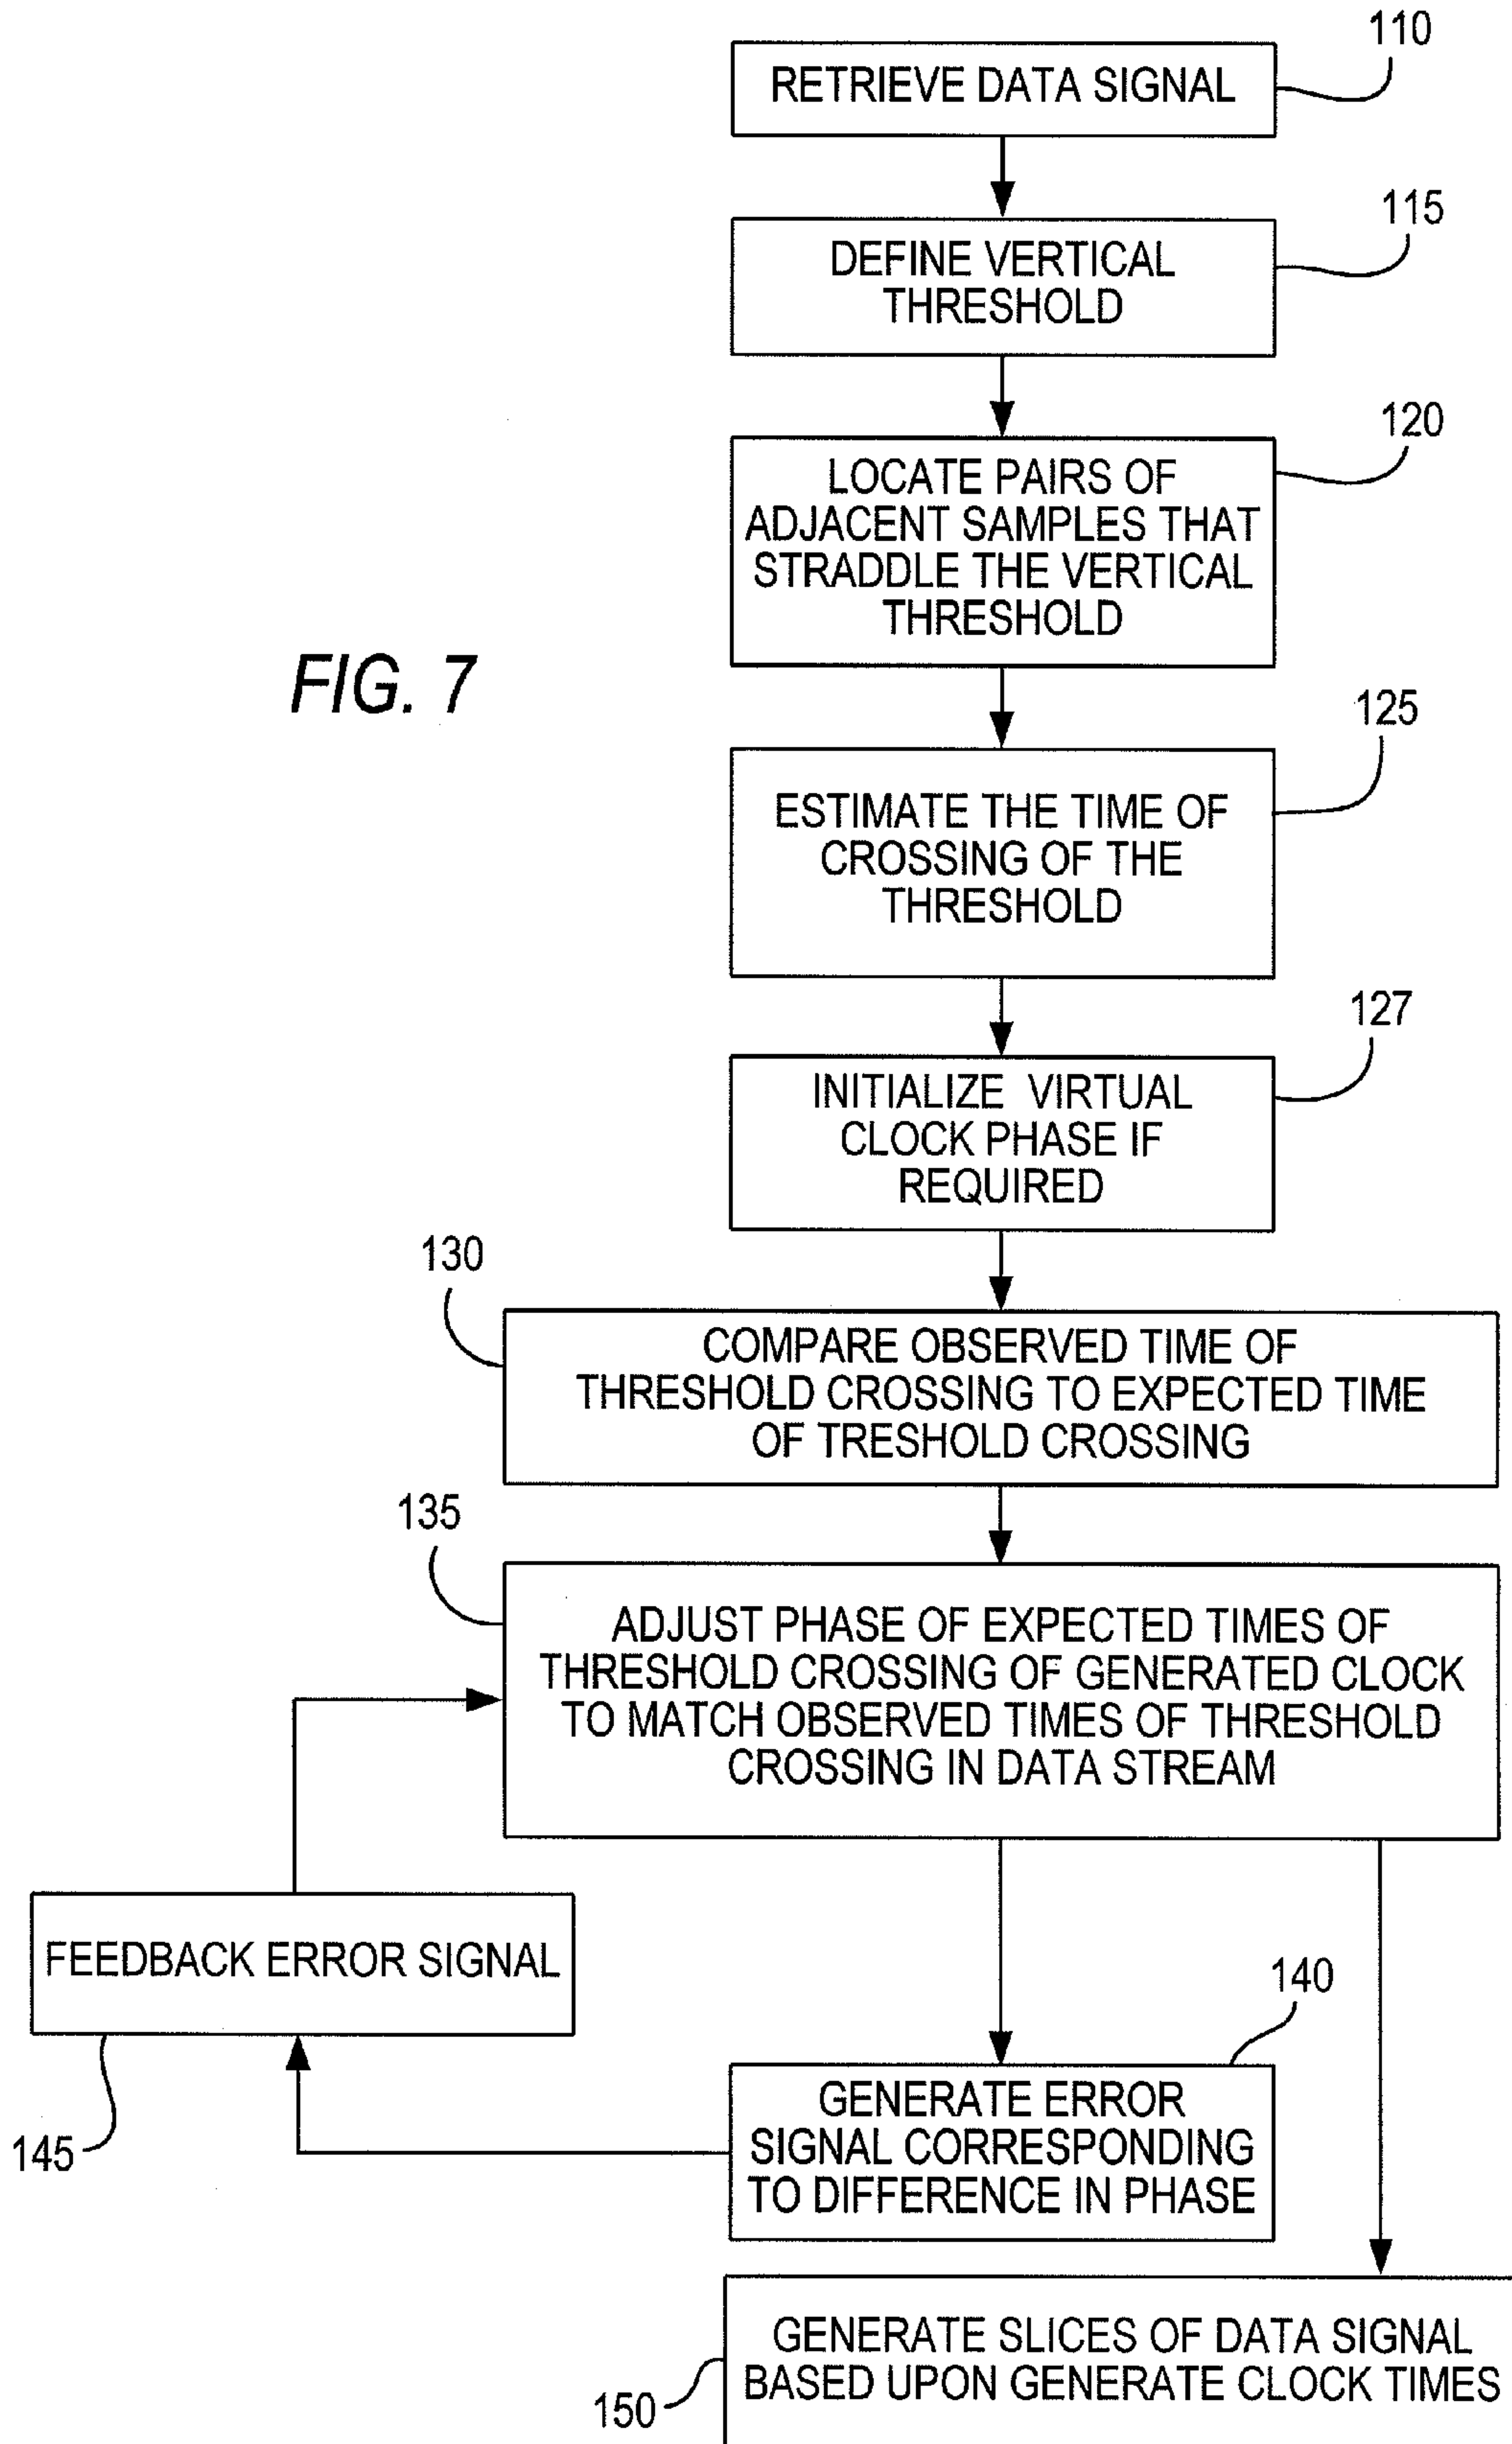 110
RETRIEVE DATA SIGNAL
115
DEFINE VERTICAL
THRESHOLD
120
LOCATE PAIRS OF
ADJACENT SAMPLES THAT
STRADDLE THE VERTICAL
THRESHOLD
FIG. 7
125
ESTIMATE THE TIME OF
CROSSING OF THE
THRESHOLD
127
INITIALIZE VIRTUAL
CLOCK PHASE IF
REQUIRED
130
COMPARE OBSERVED TIME OF
THRESHOLD CROSSING TO EXPECTED TIME
OF TRESHOLD CROSSING
135
ADJUST PHASE OF EXPECTED TIMES OF
THRESHOLD CROSSING OF GENERATED CLOCK
TO MATCH OBSERVED TIMES OF THRESHOLD
CROSSING IN DATA STREAM
FEEDBACK ERROR SIGNAL
145
140
GENERATE ERROR
SIGNAL CORRESPONDING
TO DIFFERENCE IN PHASE
GENERATE SLICES OF DATA SIGNAL
BASED UPON GENERATE CLOCK TIMES
150